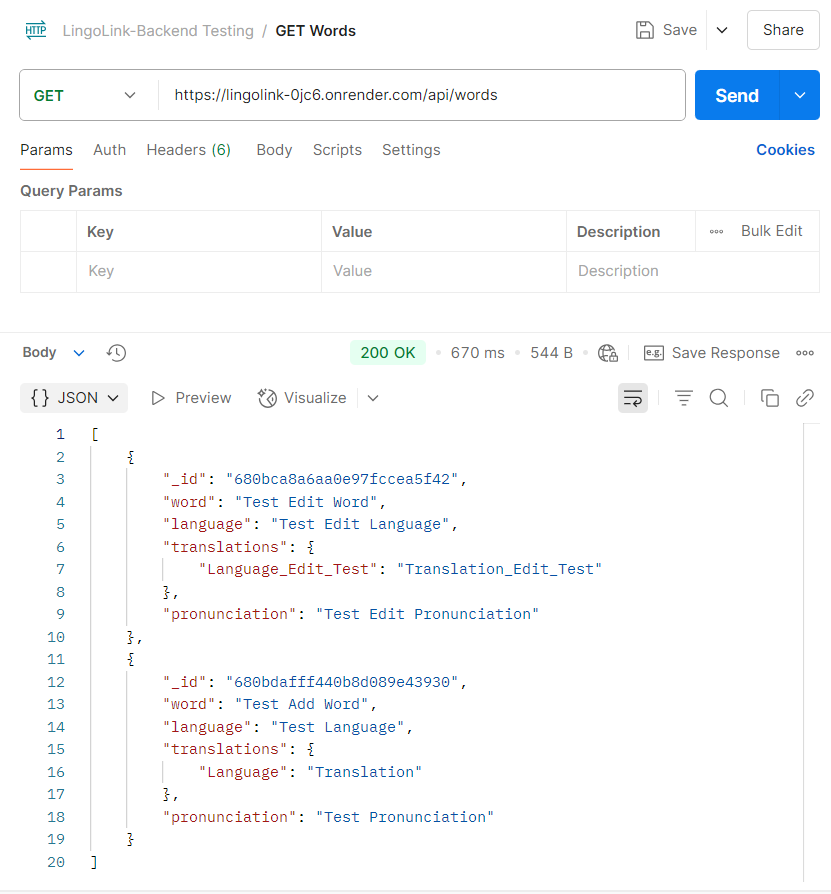 HTTP LingoLink-Backend Testing / GET Words Save Share
GET https://lingolink-0jc6.onrender.com/api/words Send
Params Auth Headers (6) Body Scripts Settings Cookies
Query Params
Key Value Description Bulk Edit
Key Value Description
Body 200 OK 670 ms 544 B e.g. Save Response
{} JSON Preview Visualize
1 [
2 {
3 "_id": "680bca8a6aa0e97fccea5f42",
4 "word": "Test Edit Word",
5 "language": "Test Edit Language",
6 "translations": {
7 "Language_Edit_Test": "Translation_Edit_Test"
8 },
9 "pronunciation": "Test Edit Pronunciation"
10 },
11 {
12 "_id": "680bdafff440b8d089e43930",
13 "word": "Test Add Word",
14 "language": "Test Language",
15 "translations": {
16 "Language": "Translation"
17 },
18 "pronunciation": "Test Pronunciation"
19 }
20 ]